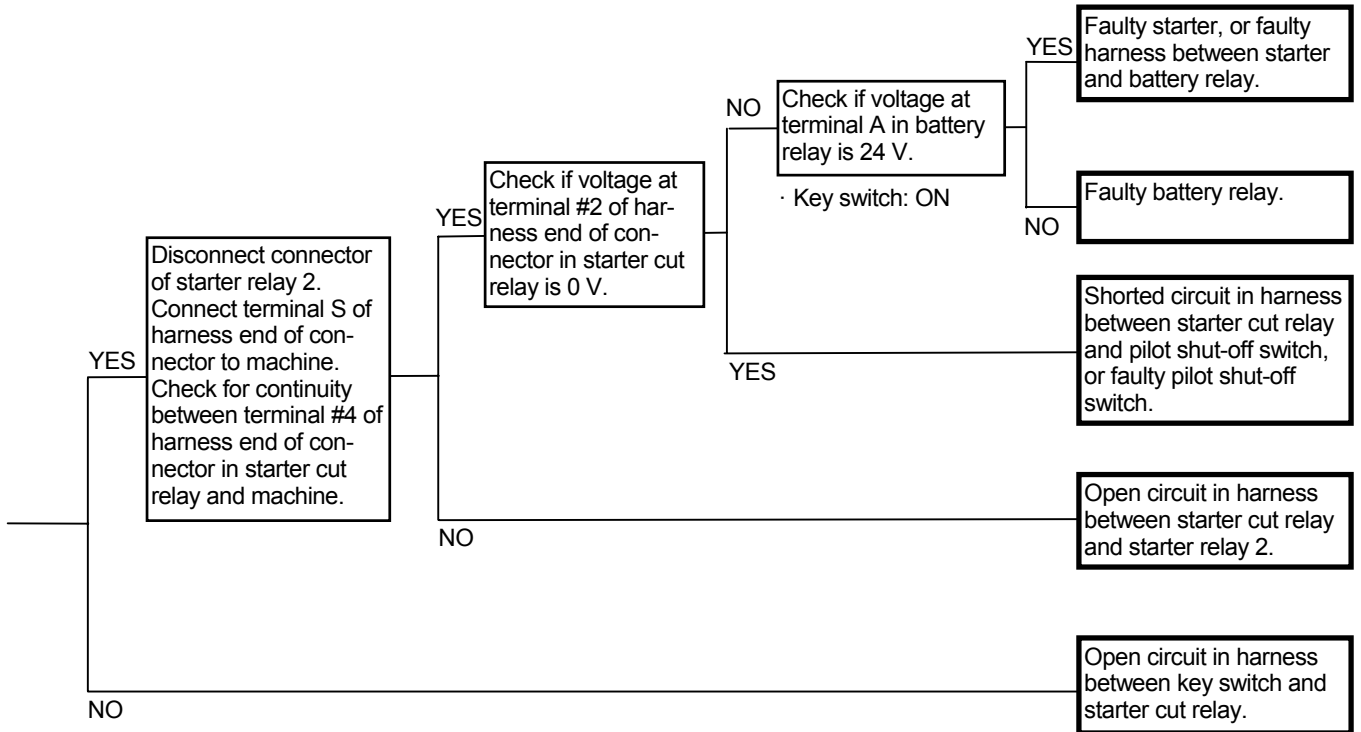 YES
Disconnect connector
of starter relay 2.
Connect terminal S of
harness end of con-
nector to machine.
Check for continuity
between terminal #4 of
harness end of con-
nector in starter cut
relay and machine.
YES
Check if voltage at
terminal #2 of har-
ness end of con-
nector in starter cut
relay is 0 V.
NO
Check if voltage at
terminal A in battery
relay is 24 V.
· Key switch: ON
YES
Faulty starter, or faulty
harness between starter
and battery relay.
NO
Faulty battery relay.
YES
Shorted circuit in harness
between starter cut relay
and pilot shut-off switch,
or faulty pilot shut-off
switch.
NO
Open circuit in harness
between starter cut relay
and starter relay 2.
NO
Open circuit in harness
between key switch and
starter cut relay.